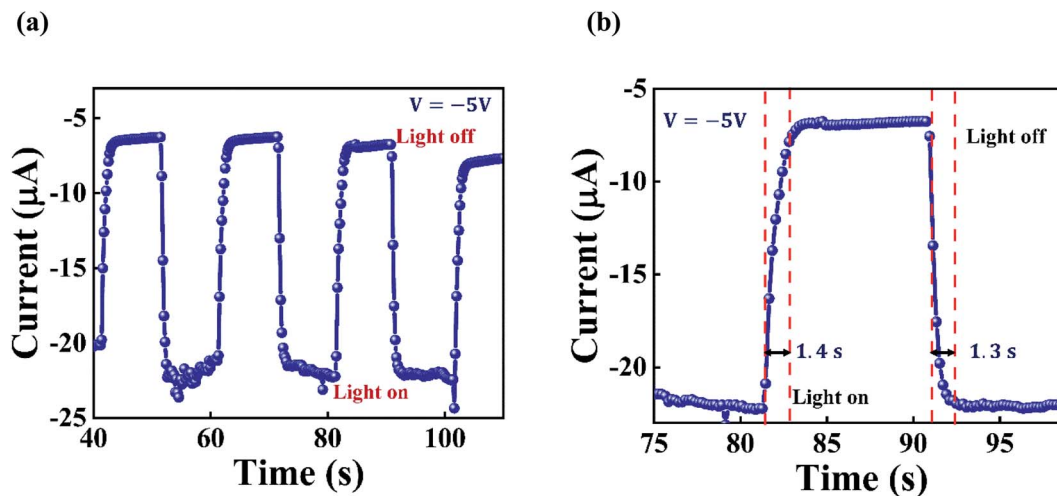 (a)
(b)
V = −5V
Light off
Light on
-5
-10
-15
-20
-25
40
60
80
100
Time (s)
Current (µA)
V = −5V
Light off
1.4 s
1.3 s
Light on
-5
-10
-15
-20
75
80
85
90
95
Time (s)
Current (µA)